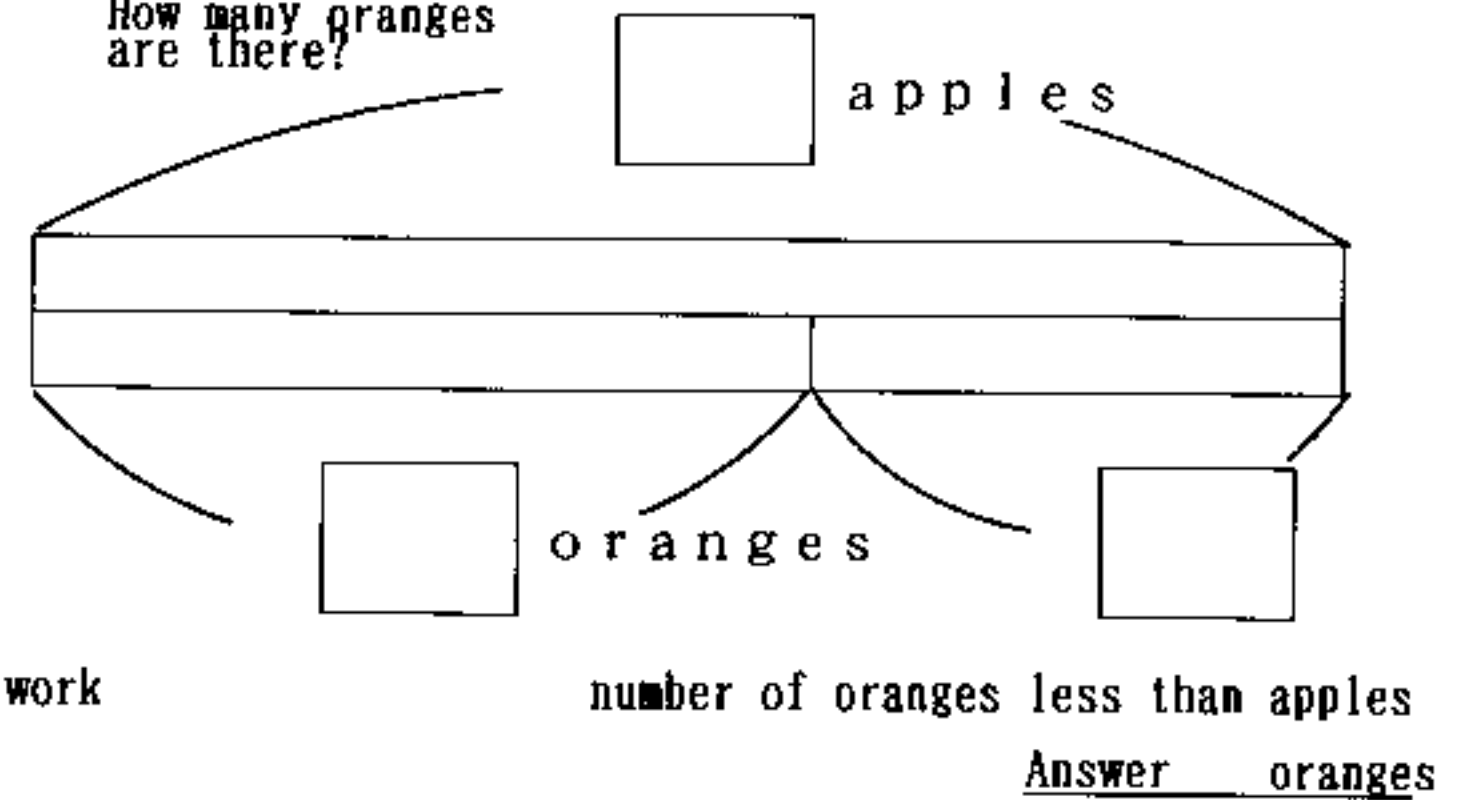 How many oranges
are there?
apples
oranges
work
number of oranges less than apples
Answer oranges